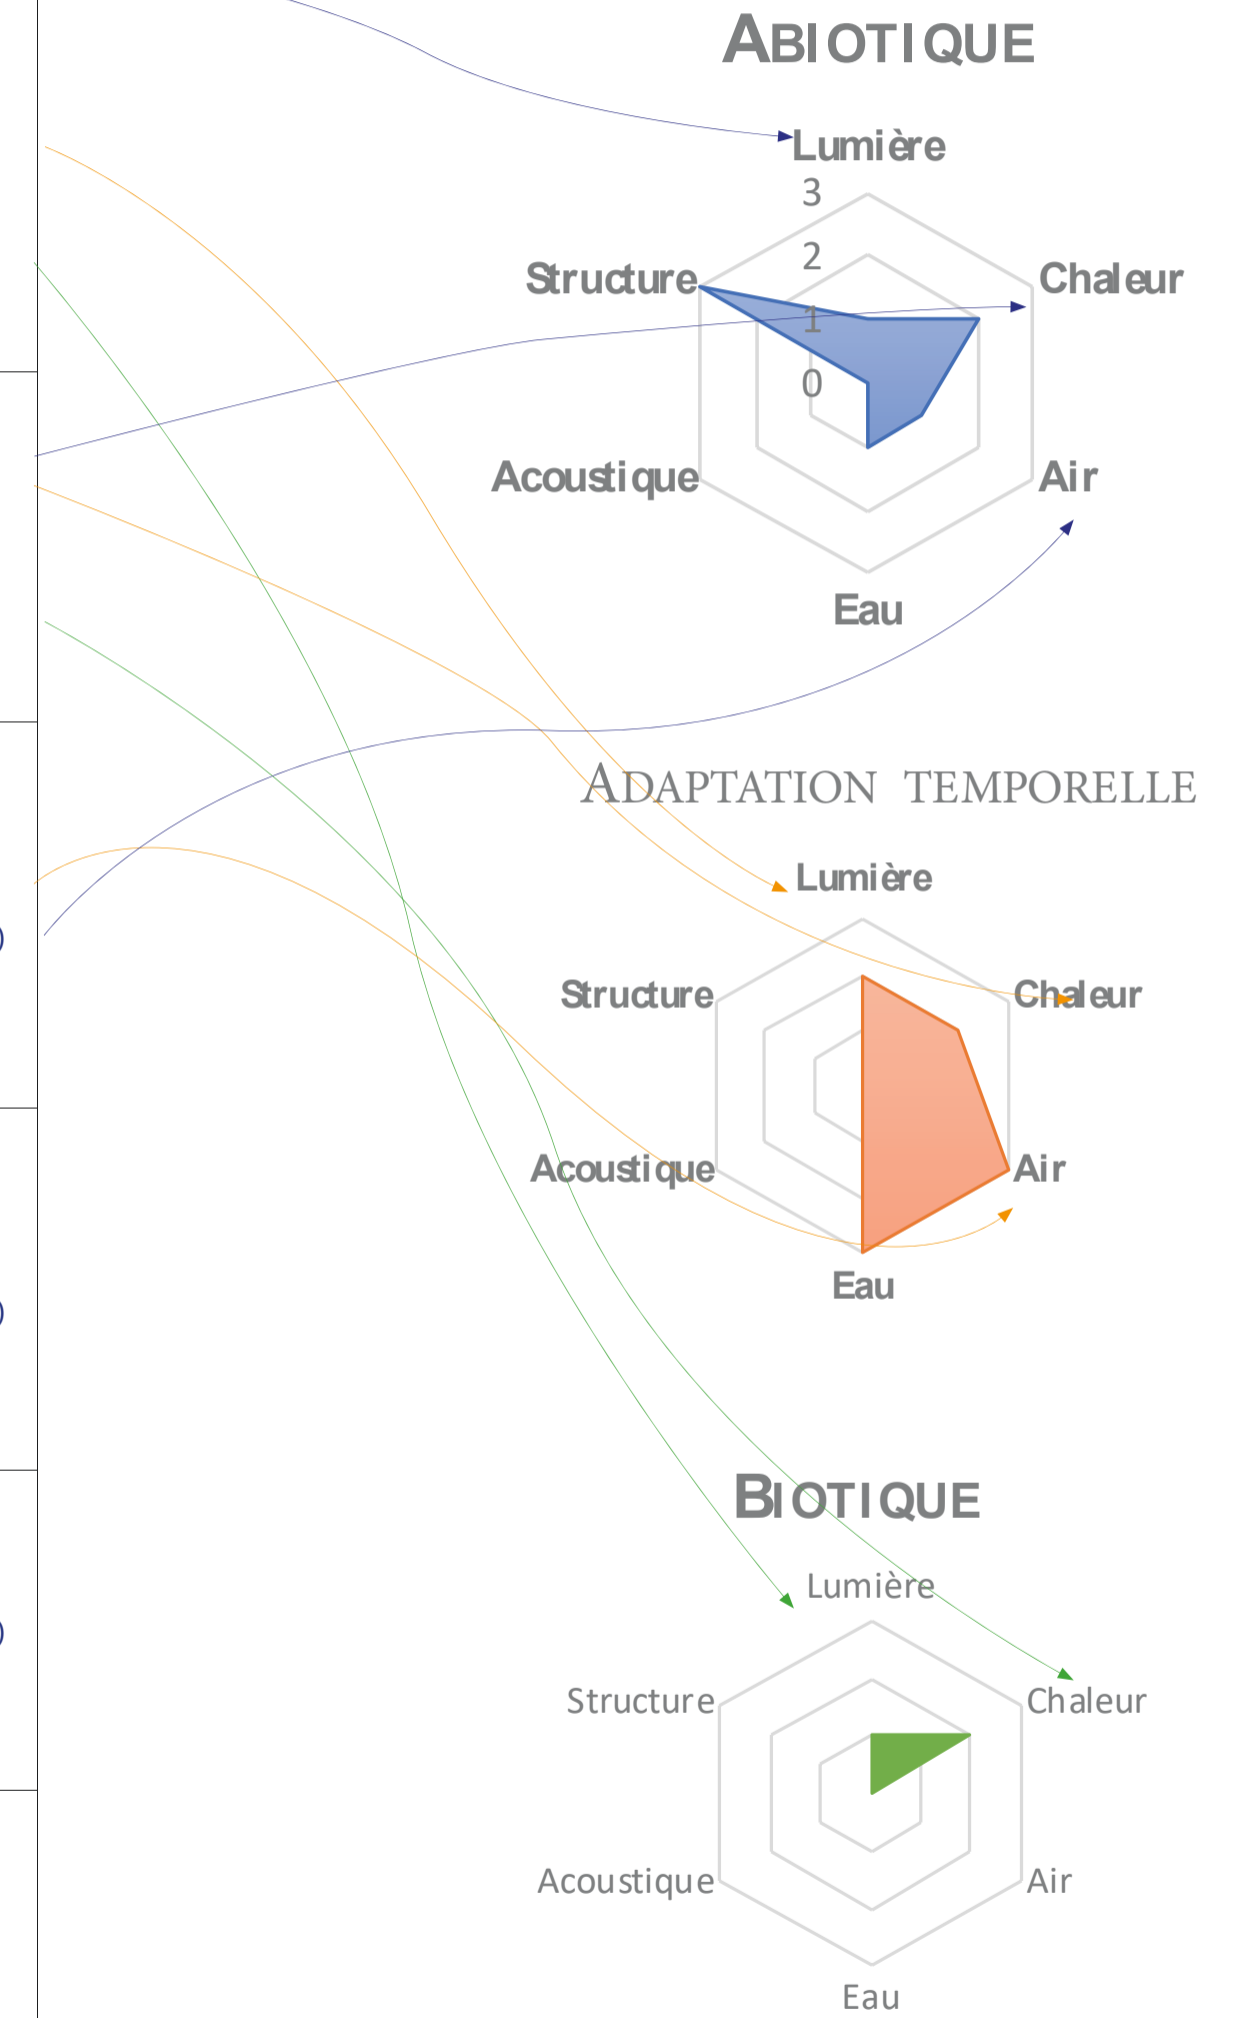 ABIOTIQUE
Lumière
3
2
Structure
Chaleur
1
0
Acoustique
Air
Eau
ADAPTATION TEMPORELLE
Lumière
)
Structure
Chaleur
Acoustique
Air
Eau
)
BIOTIQUE
Lumière
)
Structure
Chaleur
Acoustique
Air
Eau